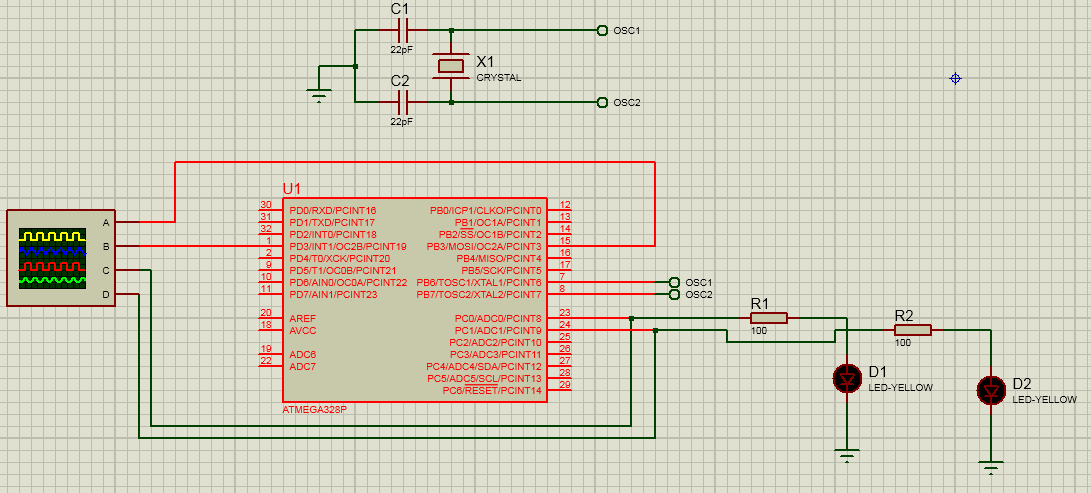 C1
22pF
OSC1
X1
CRYSTAL
C2
22pF
OSC2
U1
A
B
C
D
30 PD0/RXD/PCINT16 PB0/ICP1/CLKO/PCINT0 12
31 PD1/TXD/PCINT17 PB1/OC1A/PCINT1 13
32 PD2/INT0/PCINT18 PB2/SS/OC1B/PCINT2 14
1 PD3/INT1/OC2B/PCINT19 PB3/MOSI/OC2A/PCINT3 15
2 PD4/T0/XCK/PCINT20 PB4/MISO/PCINT4 16
9 PD5/T1/OC0B/PCINT21 PB5/SCK/PCINT5 17
10 PD6/AIN0/OC0A/PCINT22 PB6/TOSC1/XTAL1/PCINT6 7 OSC1
11 PD7/AIN1/PCINT23 PB7/TOSC2/XTAL2/PCINT7 8 OSC2
20 AREF PC0/ADC0/PCINT8 23
18 AVCC PC1/ADC1/PCINT9 24
PC2/ADC2/PCINT10 25
19 ADC6 PC3/ADC3/PCINT11 26
22 ADC7 PC4/ADC4/SDA/PCINT12 27
PC5/ADC5/SCL/PCINT13 28
PC6/RESET/PCINT14 29
ATMEGA328P
R1
100
R2
100
D1
LED-YELLOW
D2
LED-YELLOW